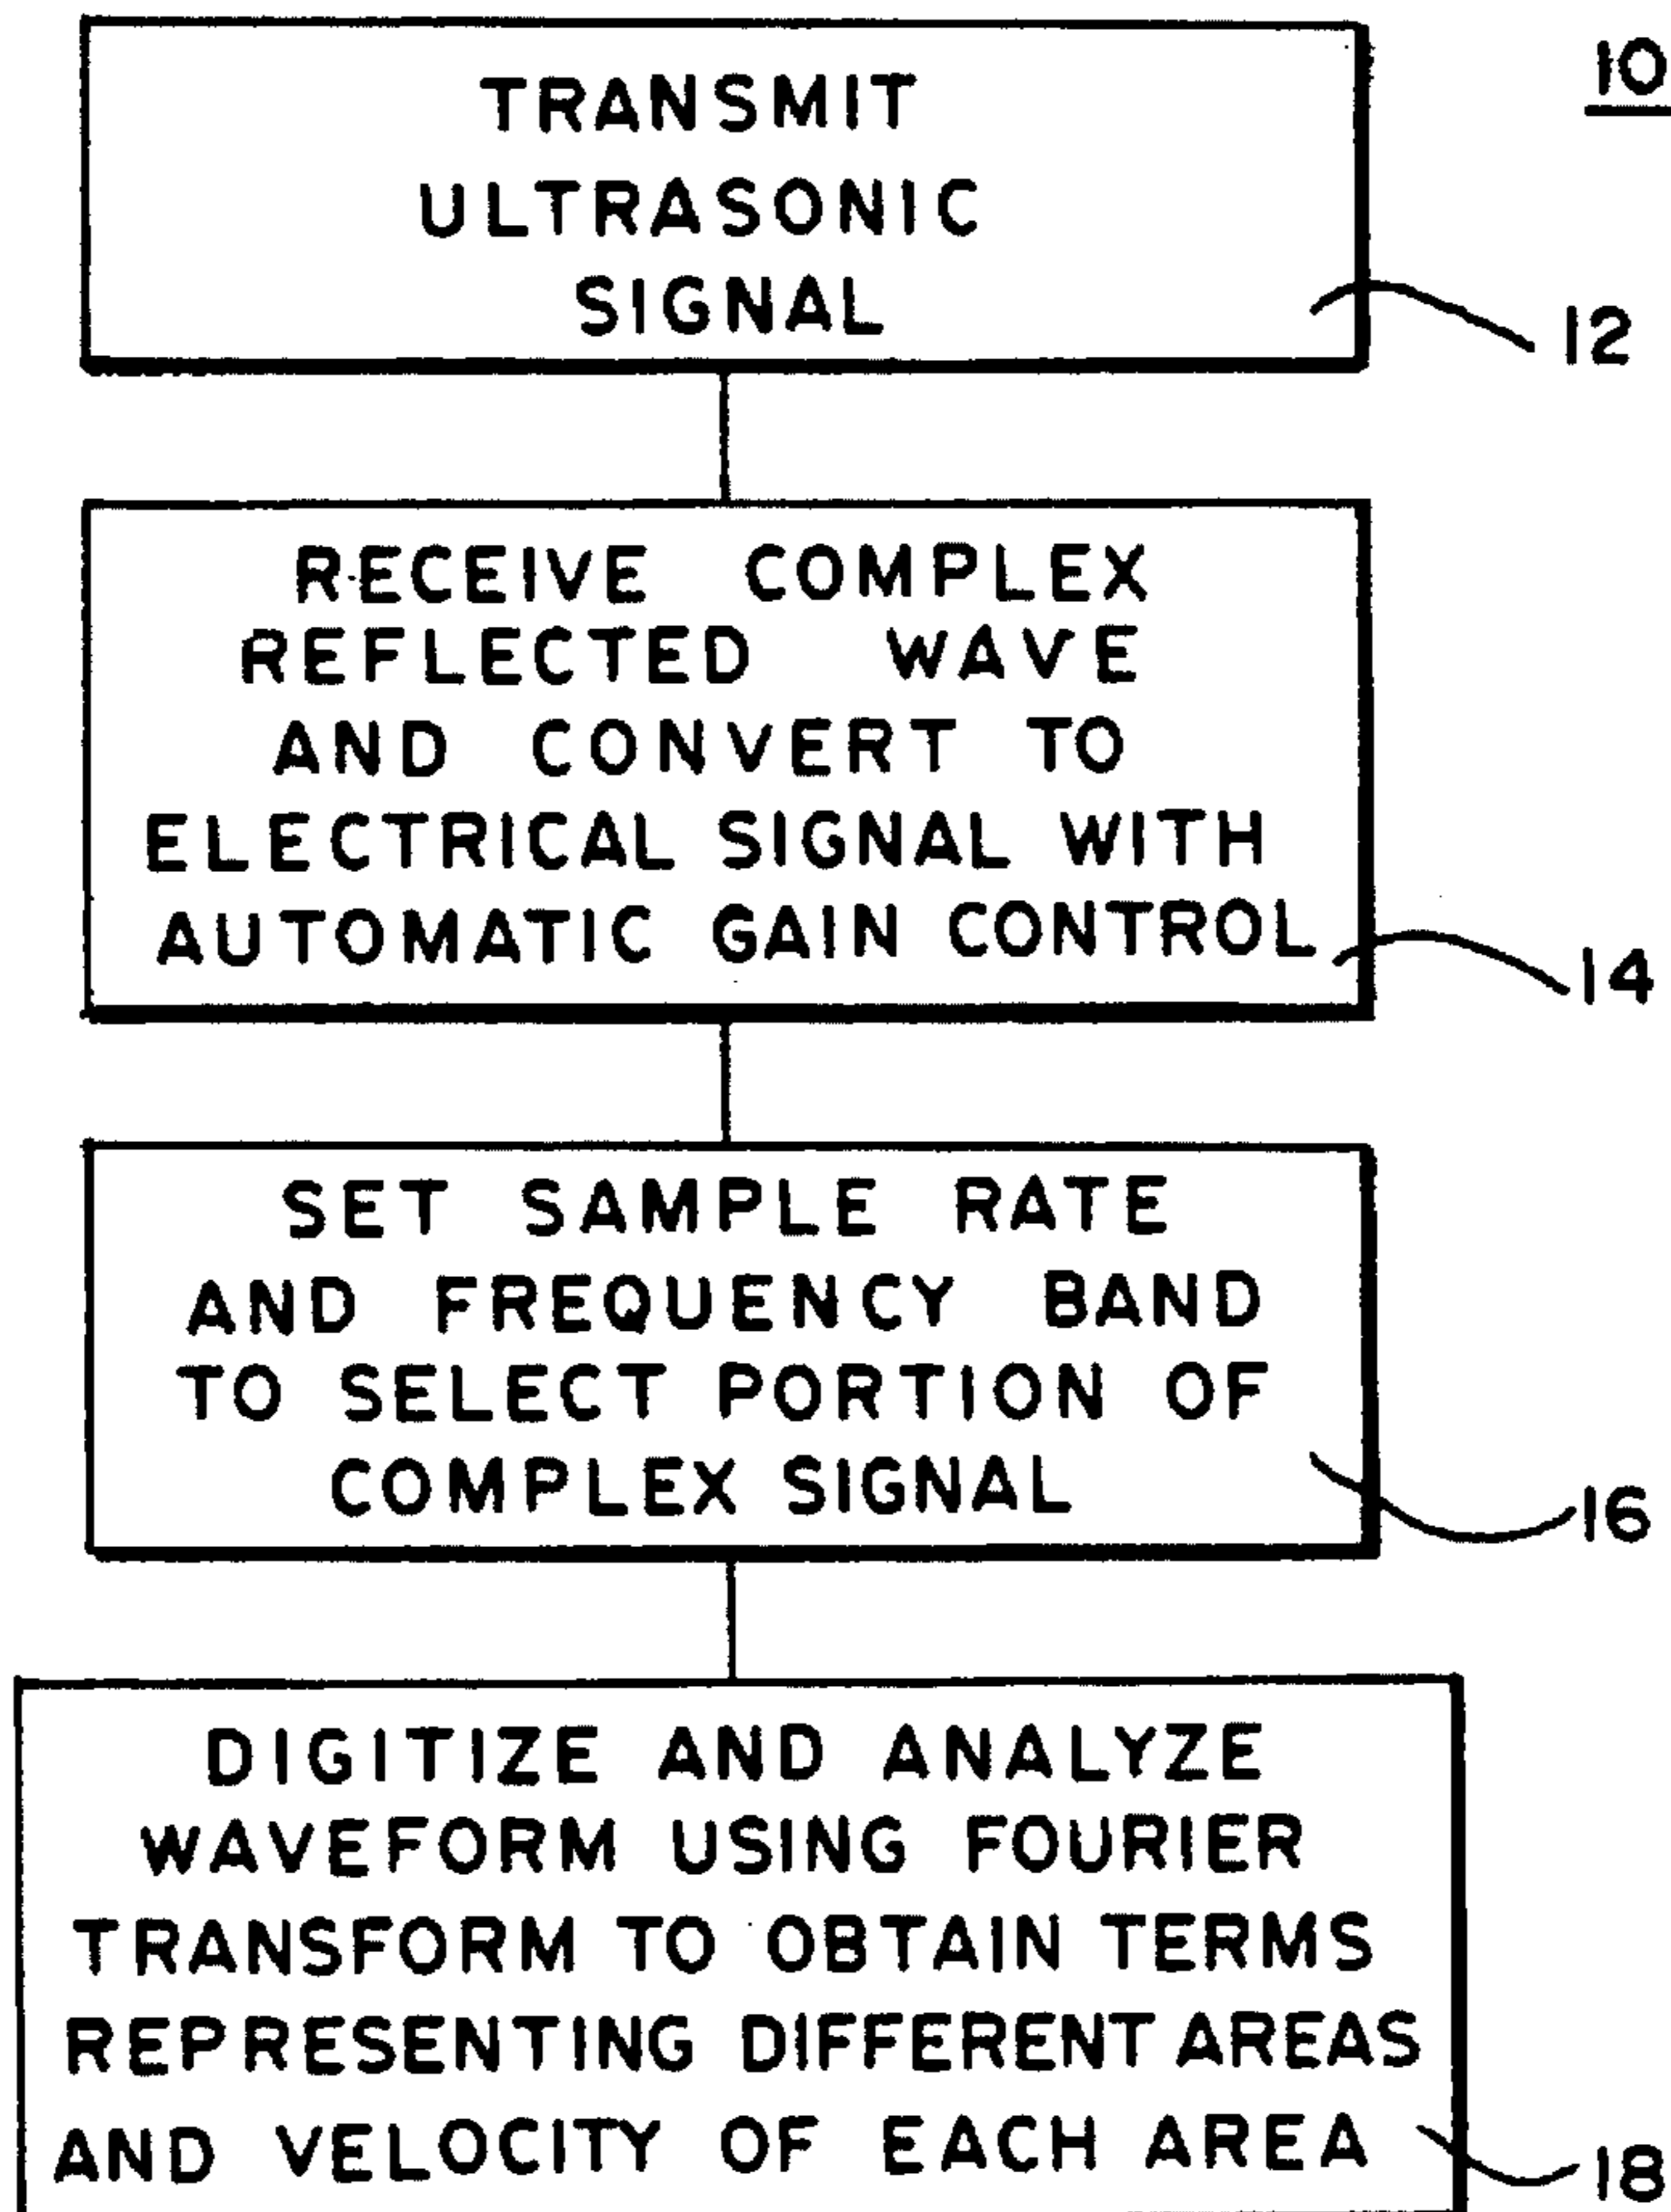 10
TRANSMIT
ULTRASONIC
SIGNAL
12
RECEIVE COMPLEX
REFLECTED WAVE
AND CONVERT TO
ELECTRICAL SIGNAL WITH
AUTOMATIC GAIN CONTROL
14
SET SAMPLE RATE
AND FREQUENCY BAND
TO SELECT PORTION OF
COMPLEX SIGNAL
16
DIGITIZE AND ANALYZE
WAVEFORM USING FOURIER
TRANSFORM TO OBTAIN TERMS
REPRESENTING DIFFERENT AREAS
AND VELOCITY OF EACH AREA
18